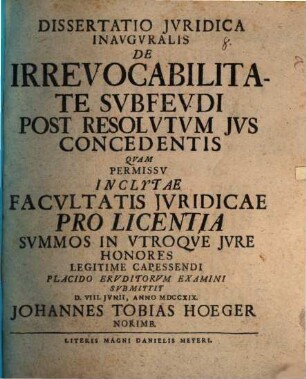 DISSERTATIO JVRIDICA
INAVGVRALIS
8.
DE
IRREVOCABILITA-
TE SVBFEVDI
POST RESOLVTVM JVS
CONCEDENTIS
QVAM
PERMISSV
INCLYTAE
FACVLTATIS JVRIDICAE
PRO LICENTIA
SVMMOS IN VTROQVE JVRE
HONORES
LEGITIME CAPESSENDI
PLACIDO ERVDITORVM EXAMINI
SVBMITTIT
D. VIII. JVNII, ANNO MDCCXIX.
JOHANNES TOBIAS HOEGER
NORIMB.
LITERIS MAGNI DANIELIS MEYERI.